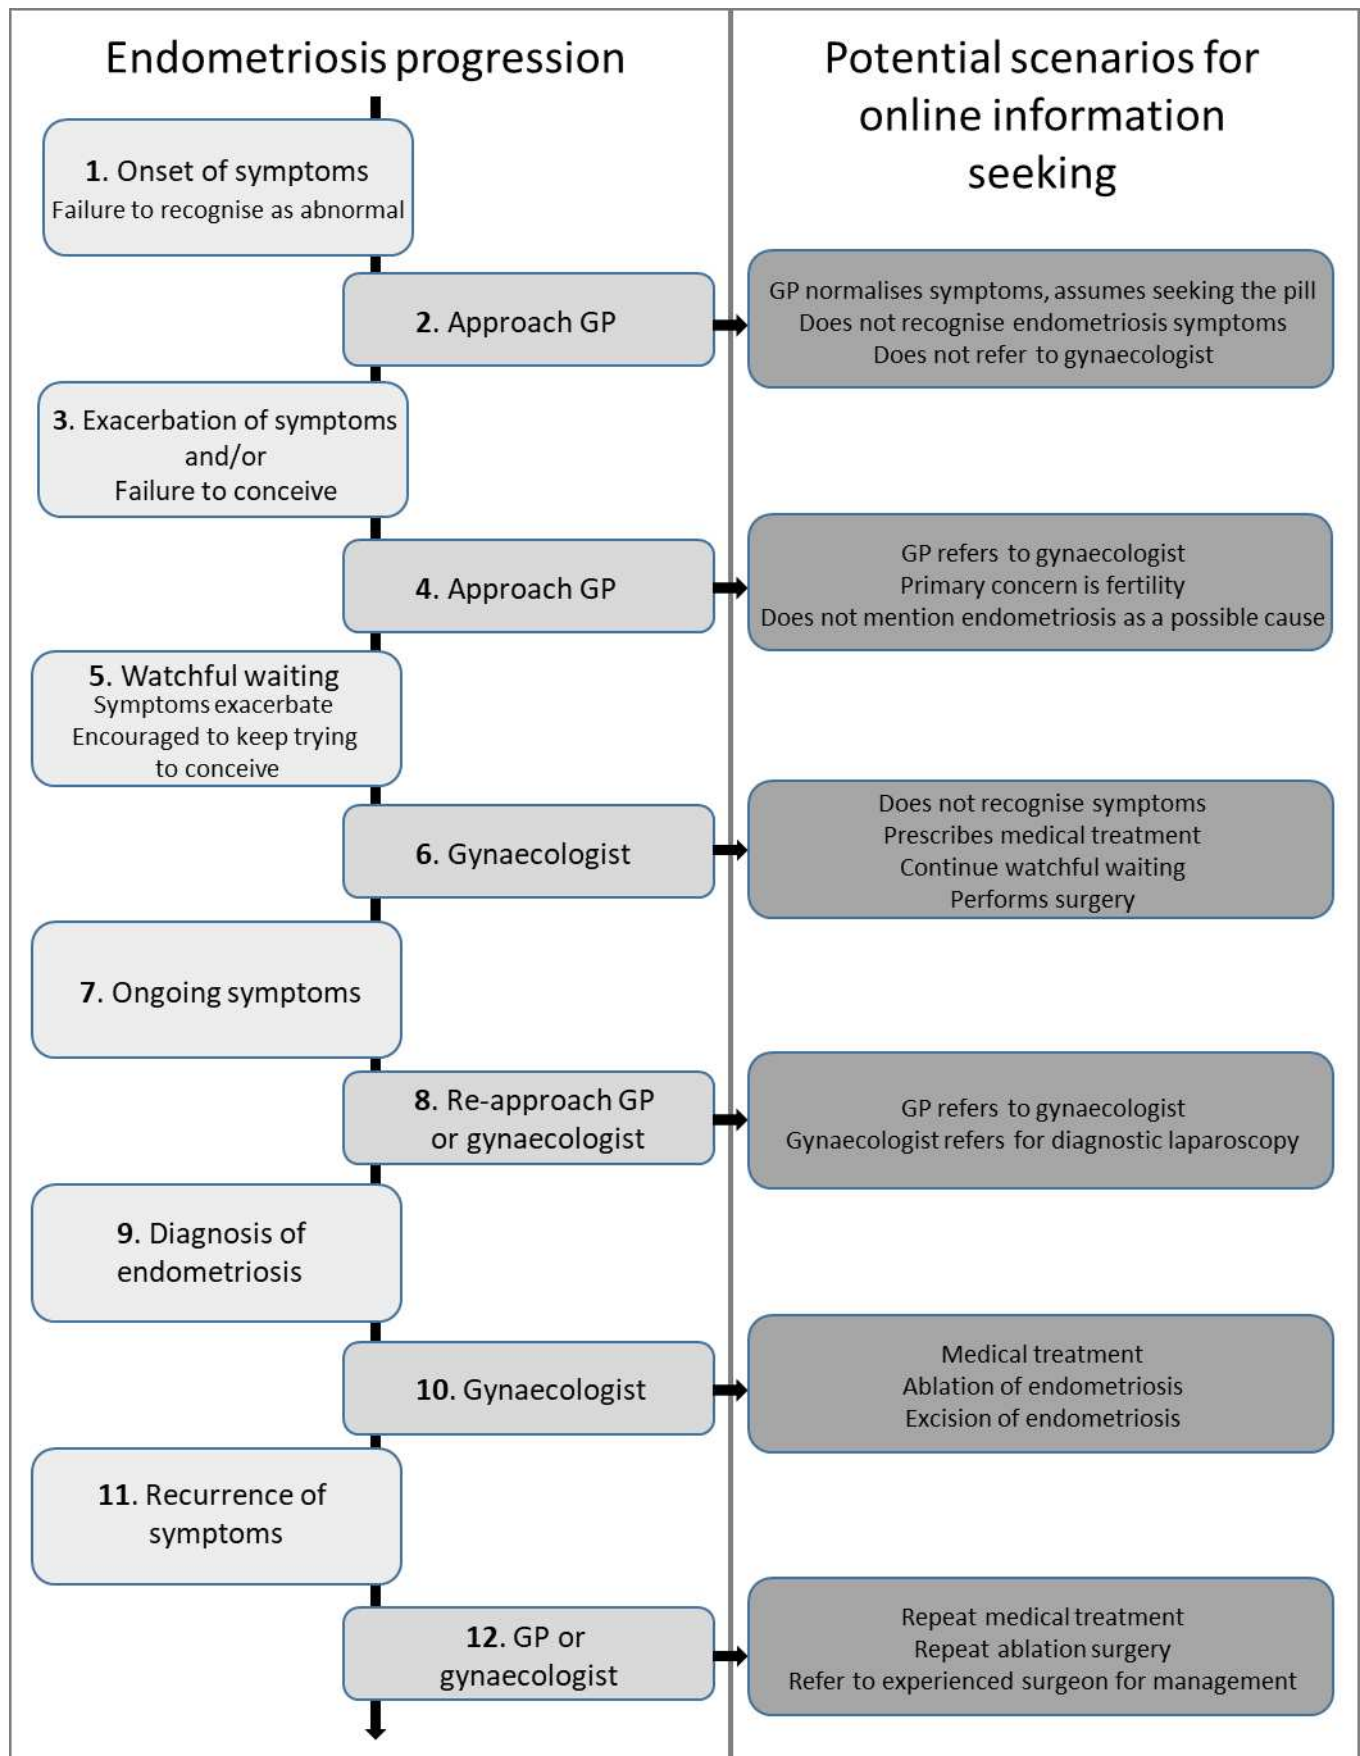 Endometriosis progression
Potential scenarios for
online information
seeking
1. Onset of symptoms
Failure to recognise as abnormal
2. Approach GP
GP normalises symptoms, assumes seeking the pill
Does not recognise endometriosis symptoms
Does not refer to gynaecologist
3. Exacerbation of symptoms
and/or
Failure to conceive
4. Approach GP
GP refers to gynaecologist
Primary concern is fertility
Does not mention endometriosis as a possible cause
5. Watchful waiting
Symptoms exacerbate
Encouraged to keep trying
to conceive
6. Gynaecologist
Does not recognise symptoms
Prescribes medical treatment
Continue watchful waiting
Performs surgery
7. Ongoing symptoms
8. Re-approach GP
or gynaecologist
GP refers to gynaecologist
Gynaecologist refers for diagnostic laparoscopy
9. Diagnosis of
endometriosis
10. Gynaecologist
Medical treatment
Ablation of endometriosis
Excision of endometriosis
11. Recurrence of
symptoms
12. GP or
gynaecologist
Repeat medical treatment
Repeat ablation surgery
Refer to experienced surgeon for management